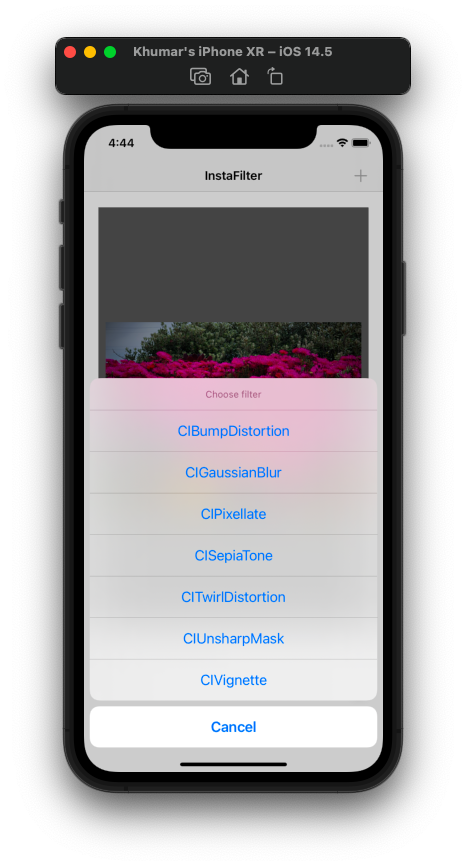 Khumar's iPhone XR – iOS 14.5
4:44
InstaFilter
Choose filter
CIBumpDistortion
CIGaussianBlur
CIPixellate
CISepiaTone
CITwirlDistortion
CIUnsharpMask
CIVignette
Cancel